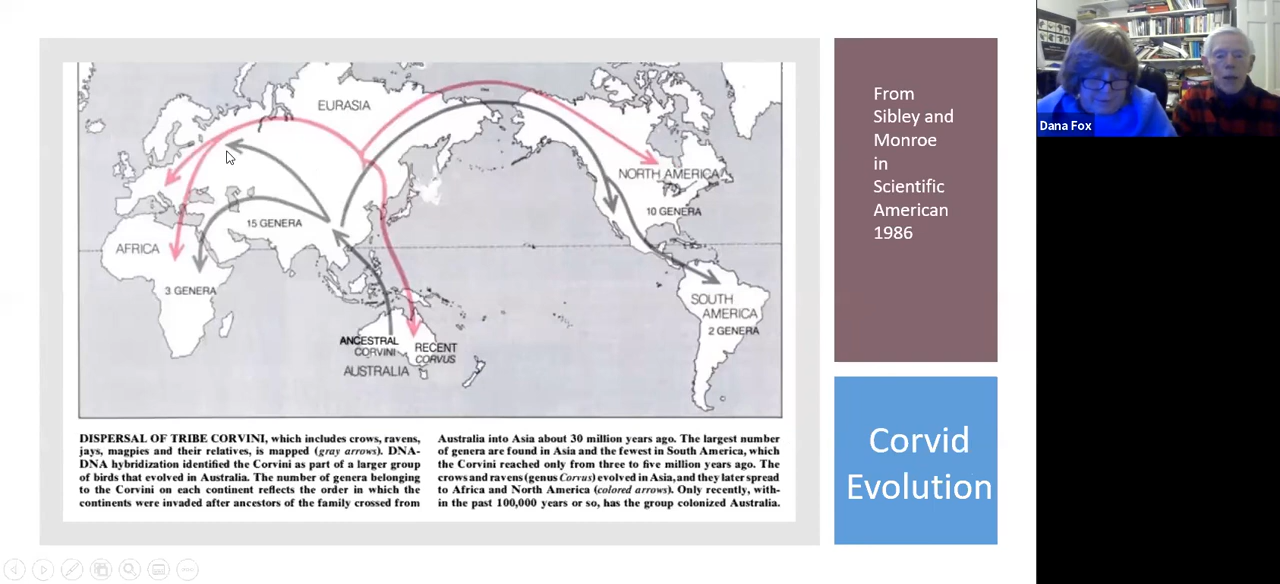 EURASIA
NORTH AMERICA
10 GENERA
15 GENERA
AFRICA
3 GENERA
SOUTH
AMERICA
2 GENERA
ANCESTRAL
CORVINI
RECENT
CORVUS
AUSTRALIA
DISPERSAL OF TRIBE CORVINI, which includes crows, ravens,
jays, magpies and their relatives, is mapped (gray arrows). DNA-
DNA hybridization identified the Corvini as part of a larger group
of birds that evolved in Australia. The number of genera belonging
to the Corvini on each continent reflects the order in which the
continents were invaded after ancestors of the family crossed from
Australia into Asia about 30 million years ago. The largest number
of genera are found in Asia and the fewest in South America, which
the Corvini reached only from three to five million years ago. The
crows and ravens (genus Corvus) evolved in Asia, and they later spread
to Africa and North America (colored arrows). Only recently, with-
in the past 100,000 years or so, has the group colonized Australia.
From
Sibley and
Monroe
in
Scientific
American
1986
Corvid
Evolution
Dana Fox